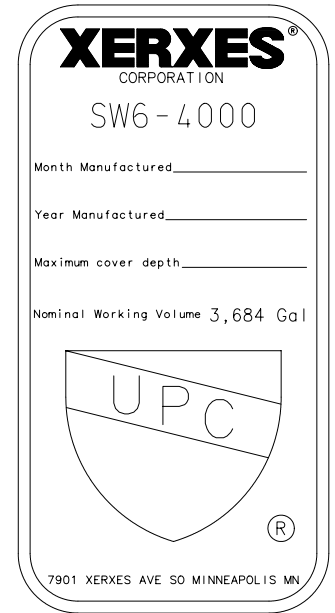 XERXES®
CORPORATION
SW6-4000
Month Manufactured
Year Manufactured
Maximum cover depth
Nominal Working Volume 3,684 Gal
UPC
®
7901 XERXES AVE SO MINNEAPOLIS MN